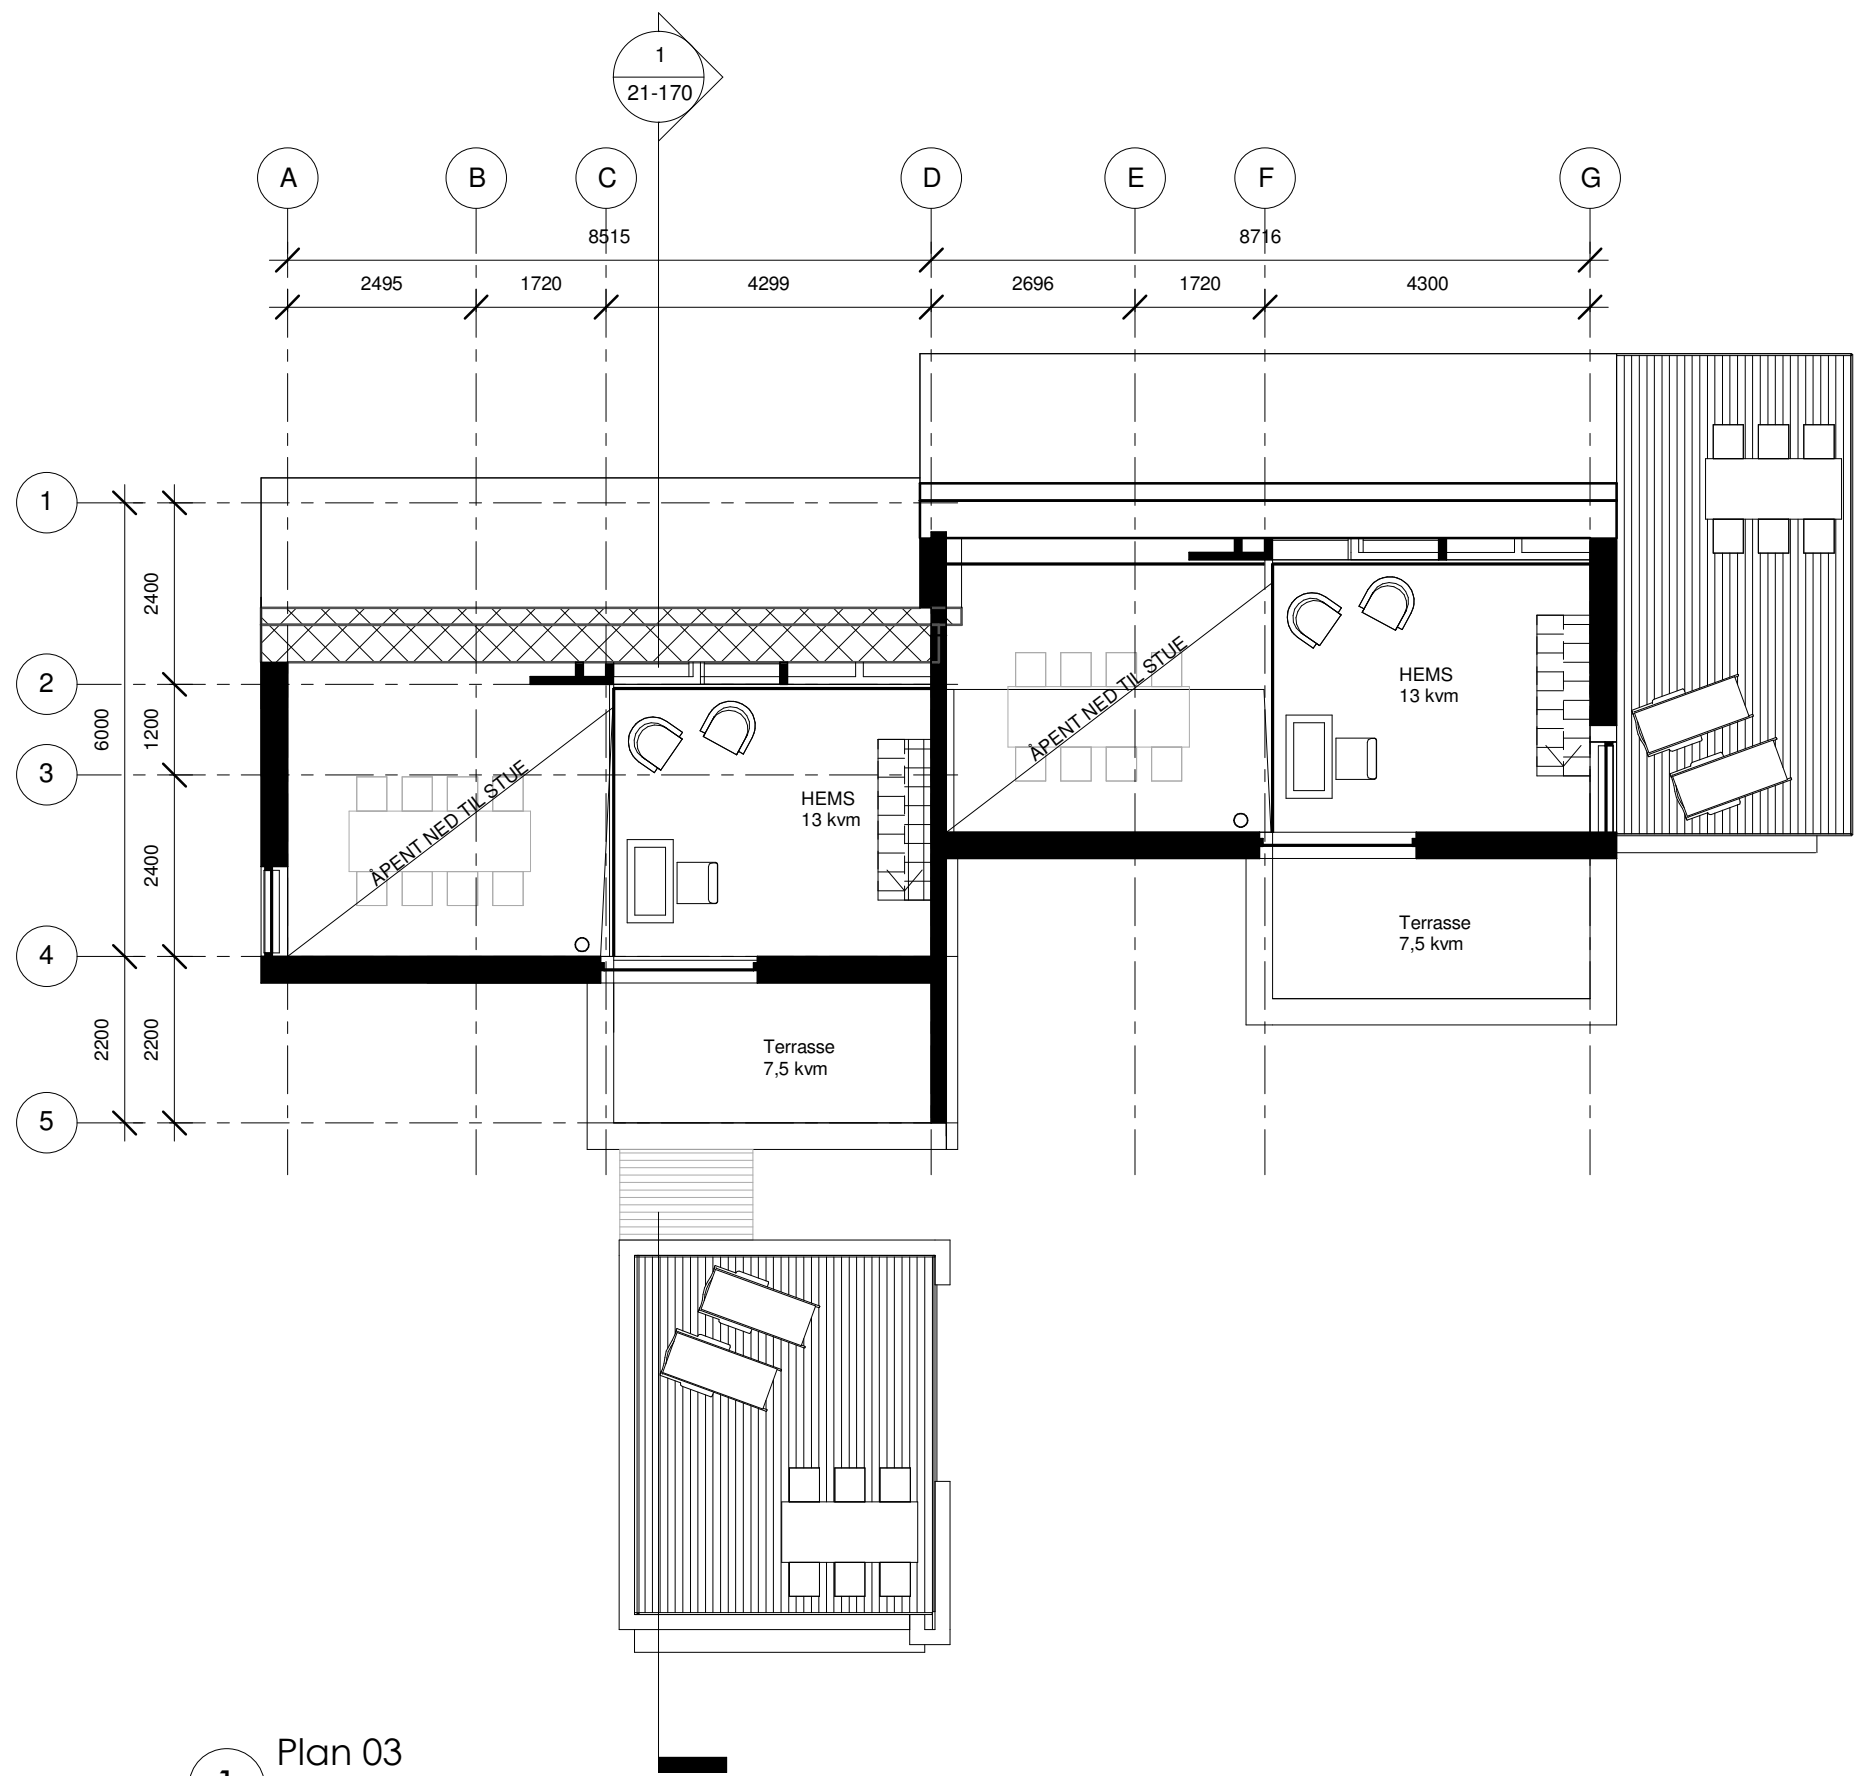 1
21-170
A
B
C
D
E
F
G
8515
8716
2495
1720
4299
2696
1720
4300
1
2
3
4
5
2400
6000
1200
2400
2200
2200
ÅPENT NED TIL STUE
HEMS
13 kvm
ÅPENT NED TIL STUE
HEMS
13 kvm
Terrasse
7,5 kvm
Terrasse
7,5 kvm
Plan 03
1